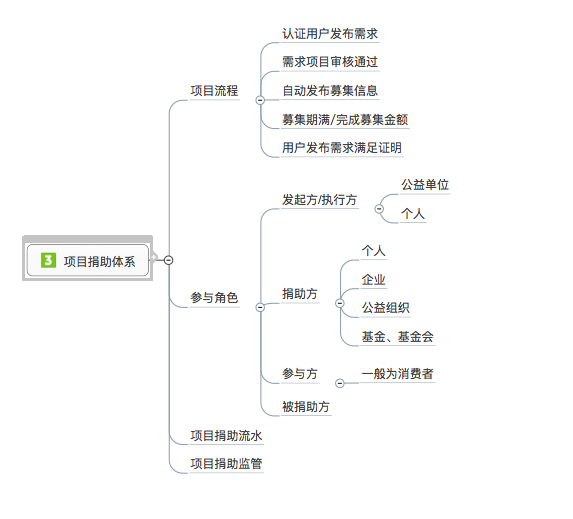 认证用户发布需求
需求项目审核通过
项目流程
自动发布募集信息
募集期满/完成募集金额
用户发布需求满足证明
公益单位
发起方/执行方
个人
个人
3 项目捐助体系
企业
参与角色
捐助方
公益组织
基金、基金会
参与方
一般为消费者
被捐助方
项目捐助流水
项目捐助监管